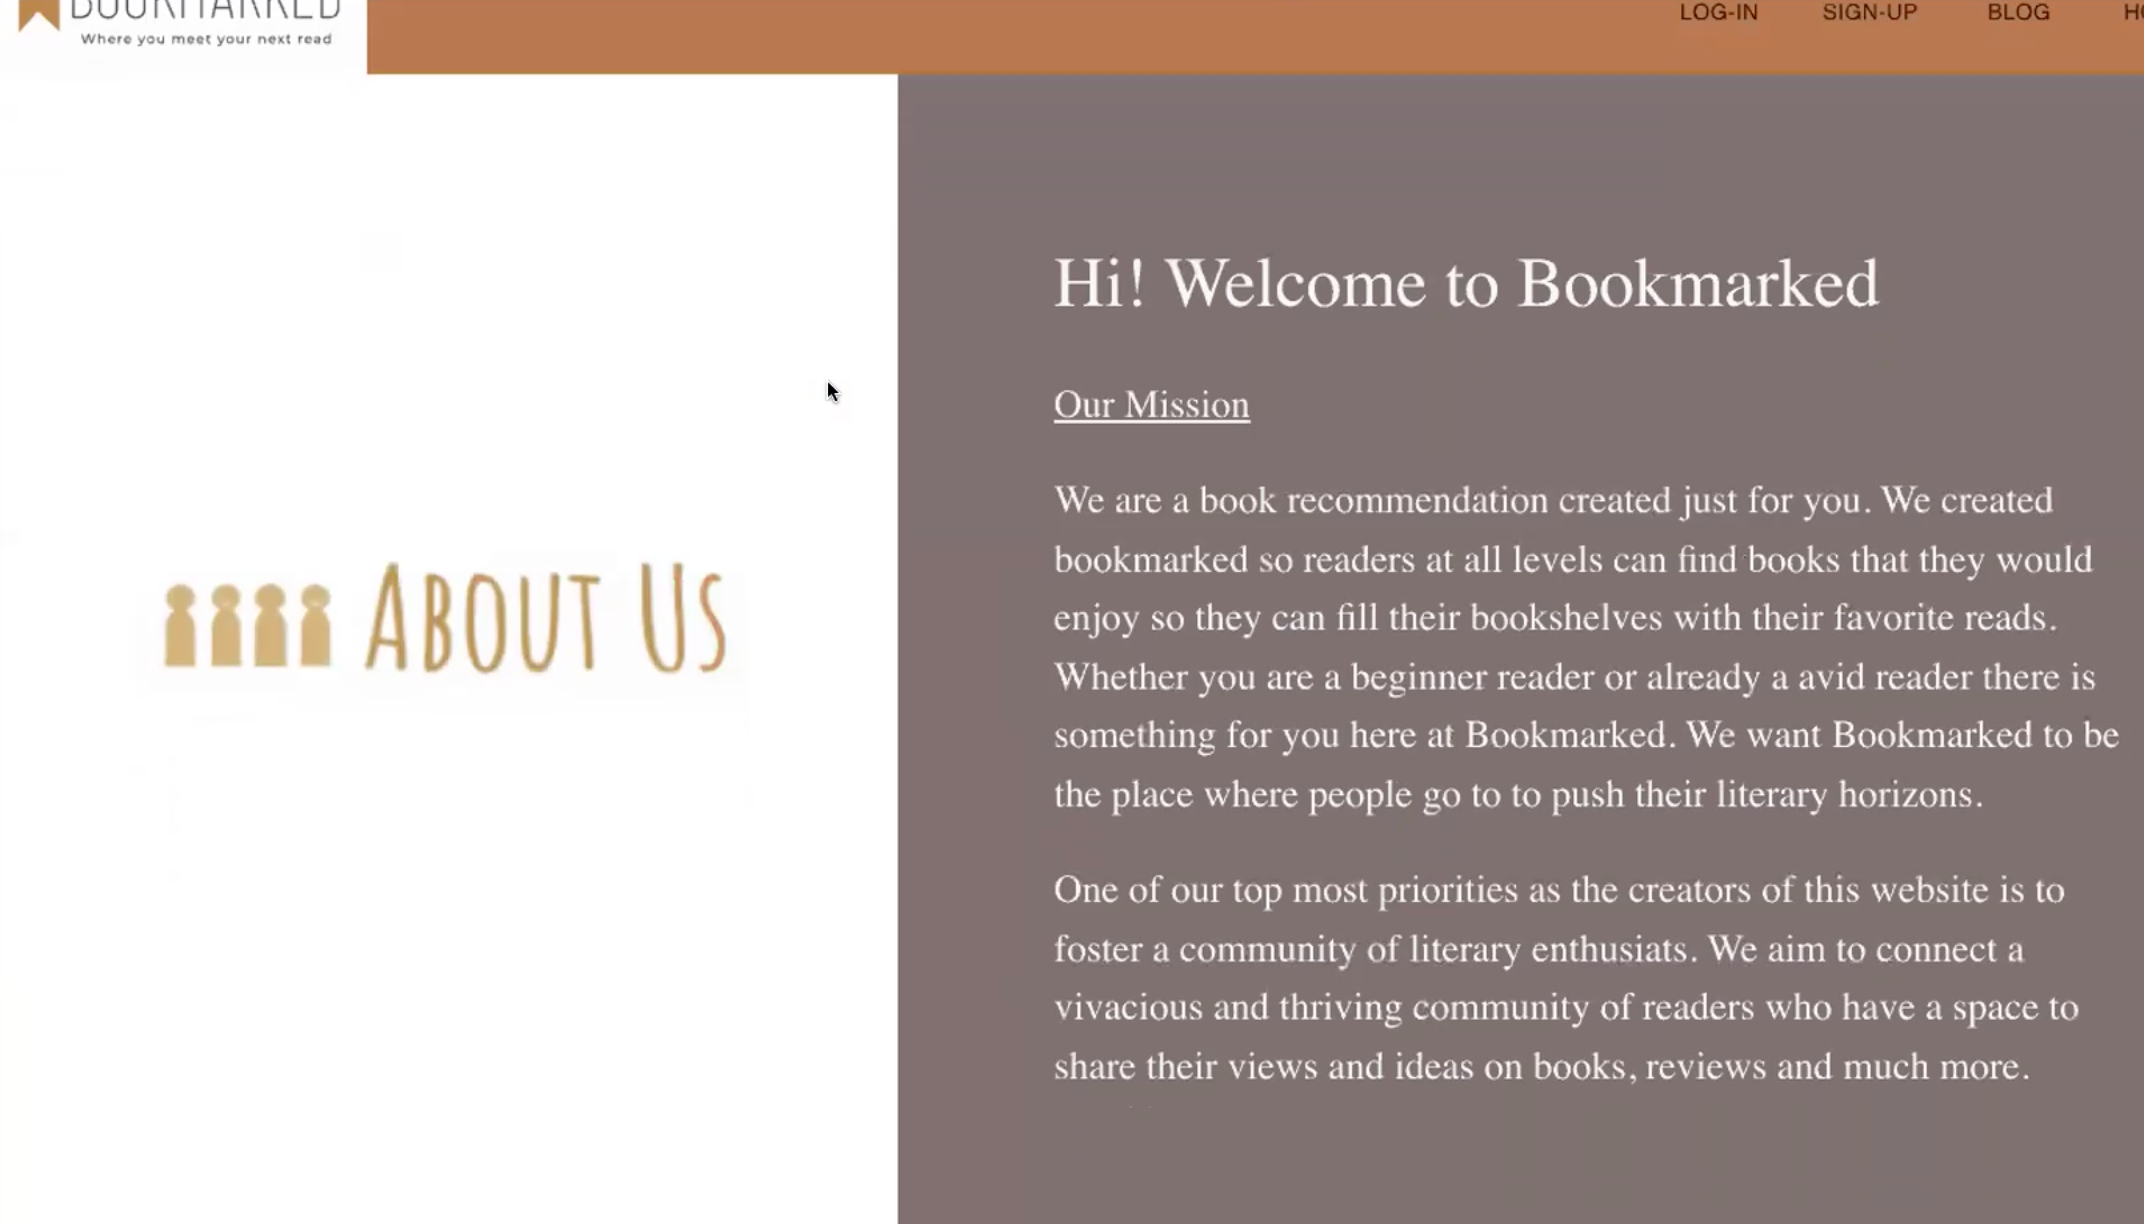 BOOKMARKED
Where you meet your next read
LOG-IN SIGN-UP BLOG
About Us
Hi! Welcome to Bookmarked
Our Mission
We are a book recommendation created just for you. We created
bookmarked so readers at all levels can find books that they would
enjoy so they can fill their bookshelves with their favorite reads.
Whether you are a beginner reader or already a avid reader there is
something for you here at Bookmarked. We want Bookmarked to be
the place where people go to to push their literary horizons.
One of our top most priorities as the creators of this website is to
foster a community of literary enthusiats. We aim to connect a
vivacious and thriving community of readers who have a space to
share their views and ideas on books, reviews and much more.